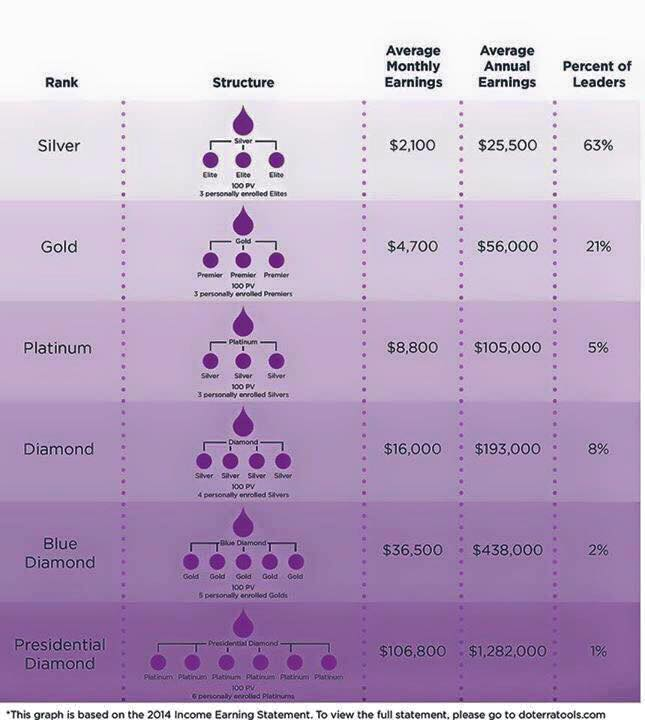 Rank
Structure
Average
Monthly
Earnings
Average
Annual
Earnings
Percent of
Leaders
Silver
Silver
Elite Elite Elite
100 PV
3 personally enrolled Elites
$2,100
$25,500
63%
Gold
Gold
Premier Premier Premier
100 PV
3 personally enrolled Premiers
$4,700
$56,000
21%
Platinum
Platinum
Silver Silver Silver
100 PV
3 personally enrolled Silvers
$8,800
$105,000
5%
Diamond
Diamond
Silver Silver Silver Silver
100 PV
4 personally enrolled Silvers
$16,000
$193,000
8%
Blue
Diamond
Blue Diamond
Gold Gold Gold Gold Gold
100 PV
5 personally enrolled Golds
$36,500
$438,000
2%
Presidential
Diamond
Presidential Diamond
Platinum Platinum Platinum Platinum Platinum Platinum
100 PV
6 personally enrolled Platinums
$106,800
$1,282,000
1%
*This graph is based on the 2014 Income Earning Statement. To view the full statement, please go to doterratools.com